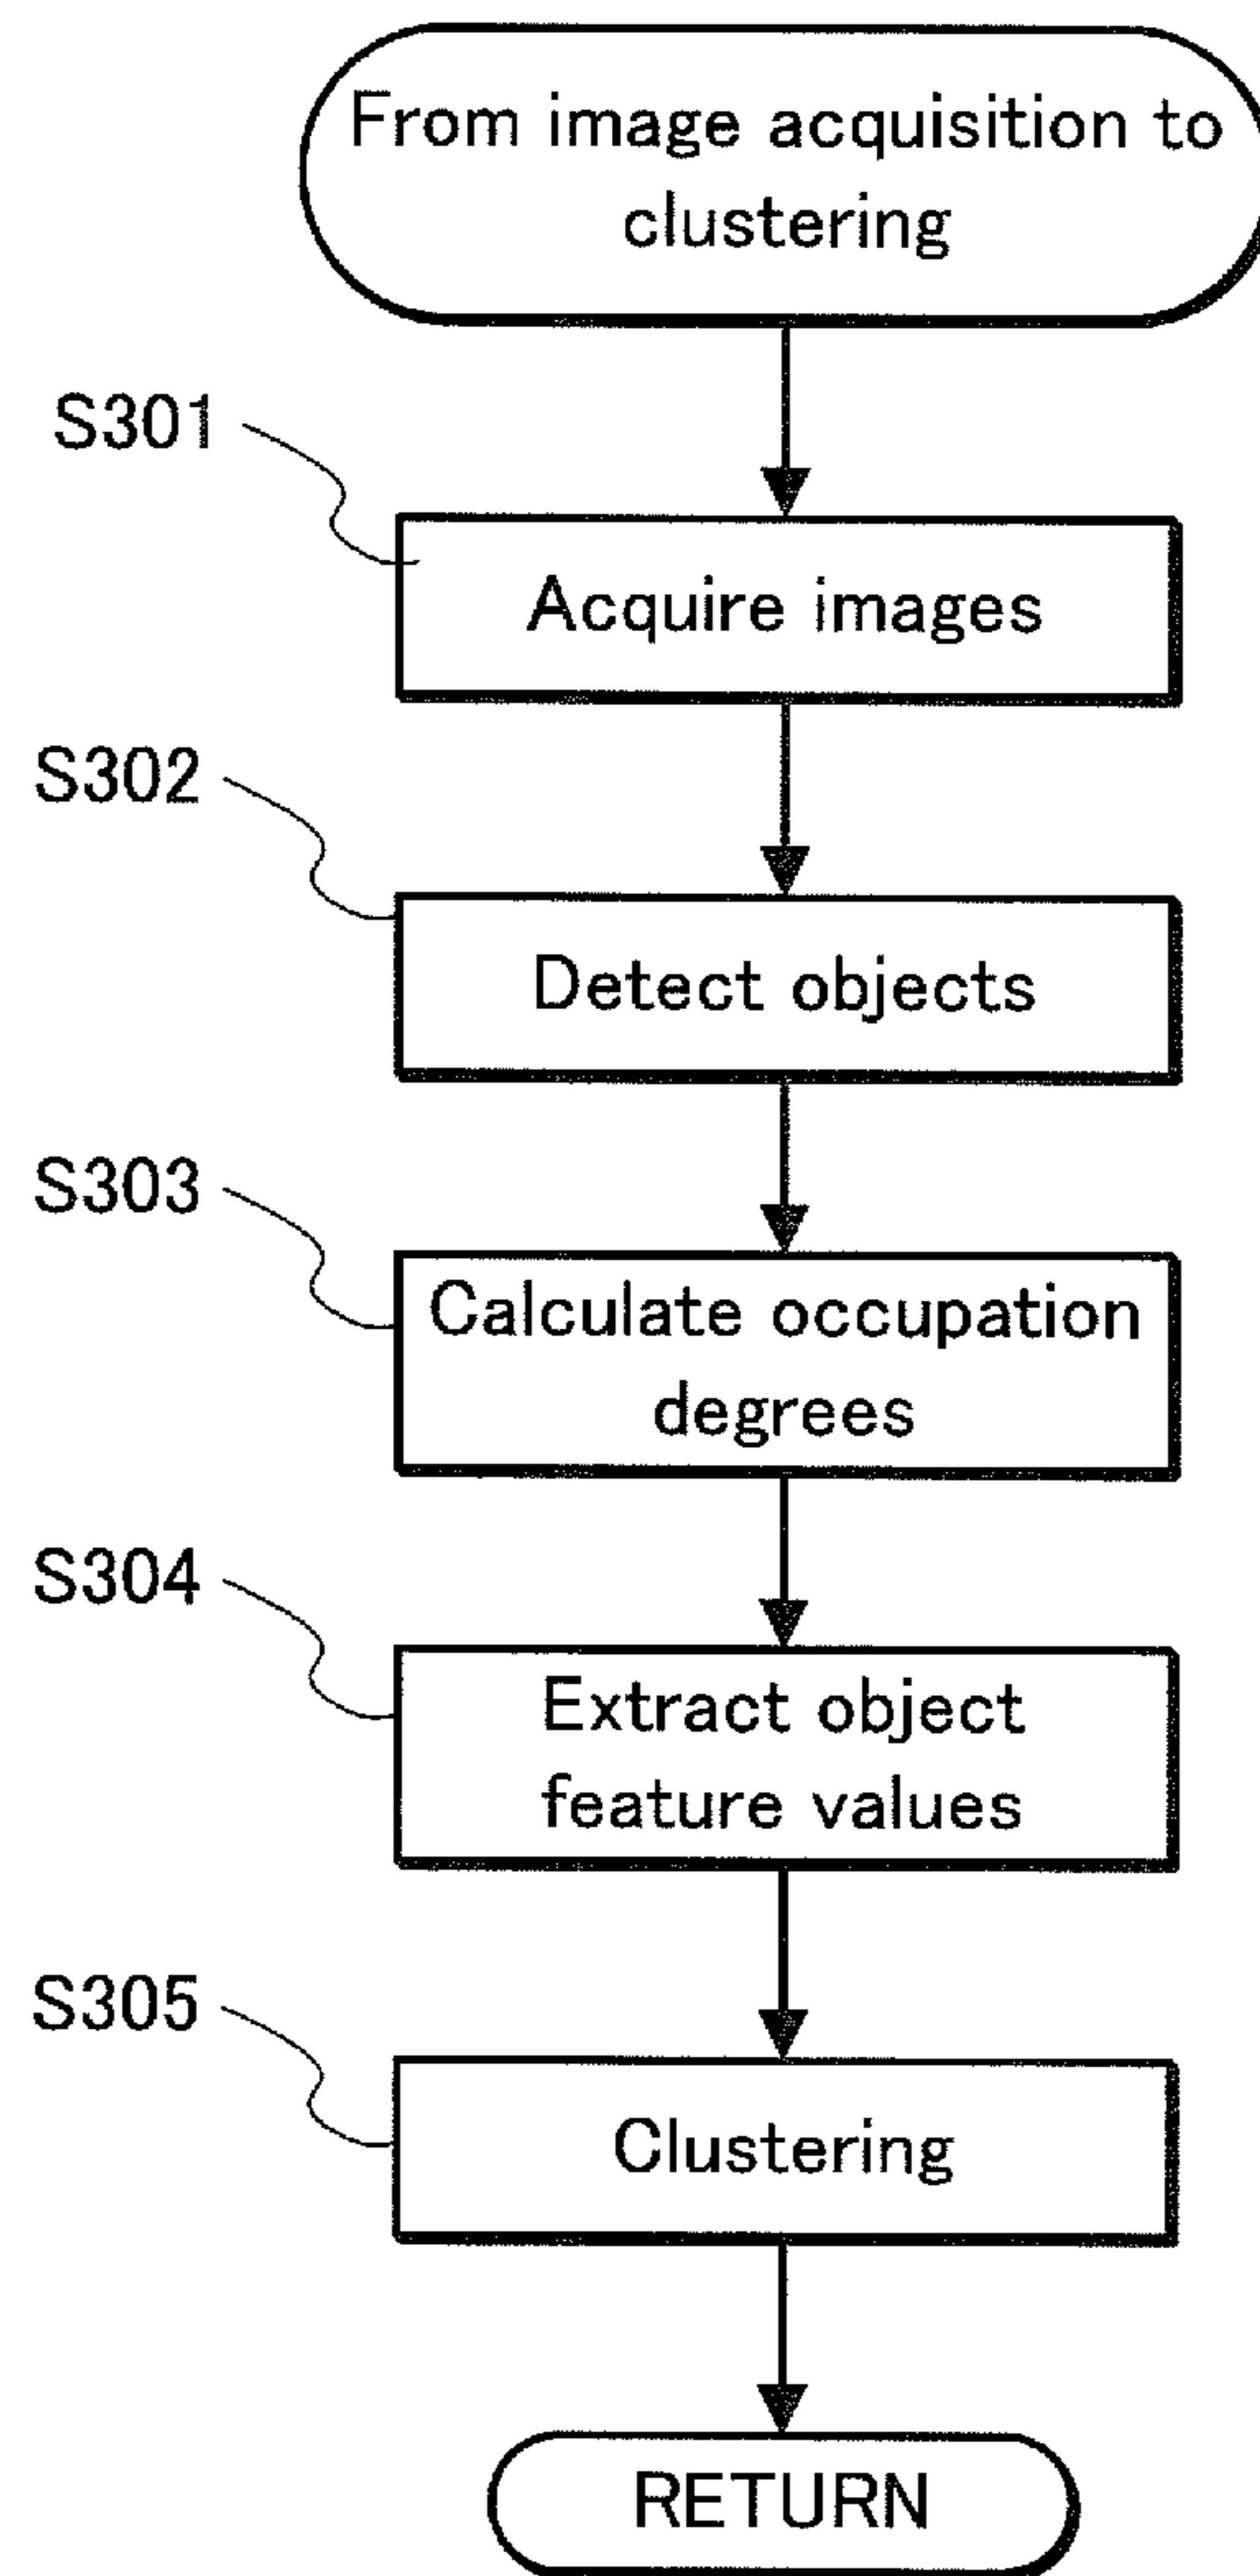 From image acquisition to
clustering
S301
Acquire images
S302
Detect objects
S303
Calculate occupation
degrees
S304
Extract object
feature values
S305
Clustering
RETURN